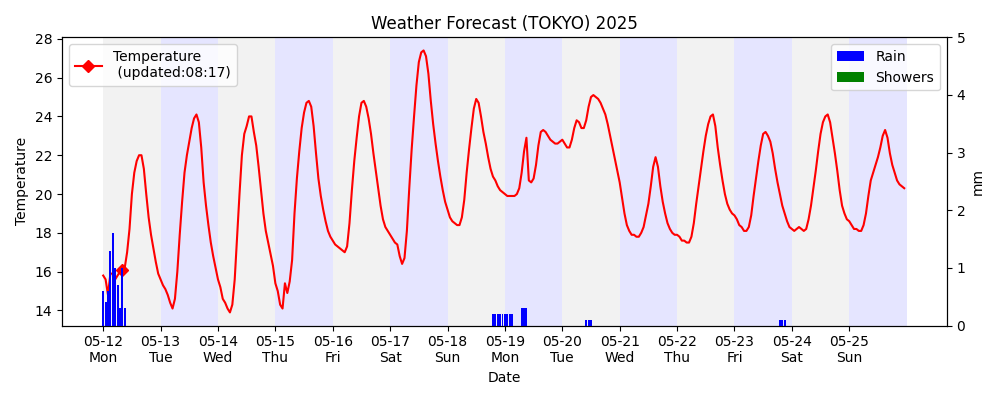 Weather Forecast (TOKYO) 2025
Temperature
(updated:08:17)
Rain
Showers
Temperature
28
26
24
22
20
18
16
14
5
4
3
2
1
0
mm
05-12 05-13 05-14 05-15 05-16 05-17 05-18 05-19 05-20 05-21 05-22 05-23 05-24 05-25
Mon Tue Wed Thu Fri Sat Sun Mon Tue Wed Thu Fri Sat Sun
Date